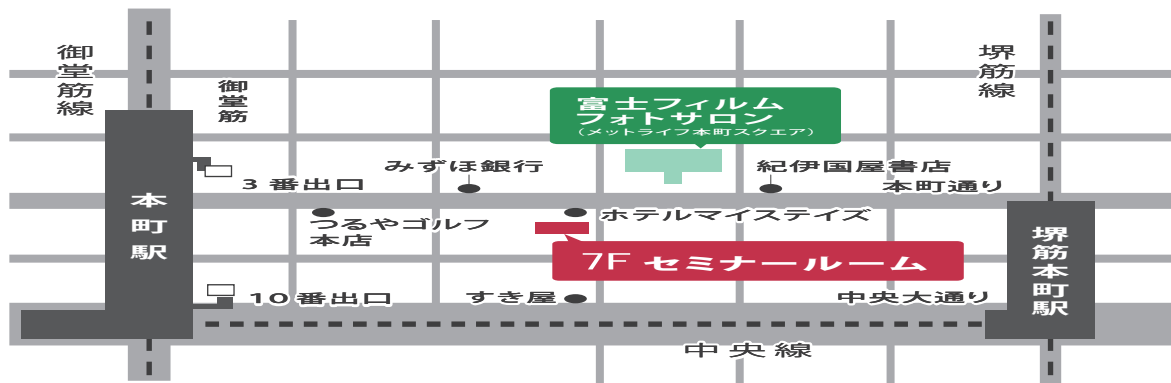 御堂筋線
御堂筋
堺筋線
富士フィルム
フォトサロン
（メットライフ本町スクエア）
みずほ銀行
紀伊国屋書店
3番出口
本町通り
本町駅
つるやゴルフ
本店
ホテルマイステイズ
7F セミナールーム
堺筋本町駅
10番出口
すき屋
中央大通り
中央線